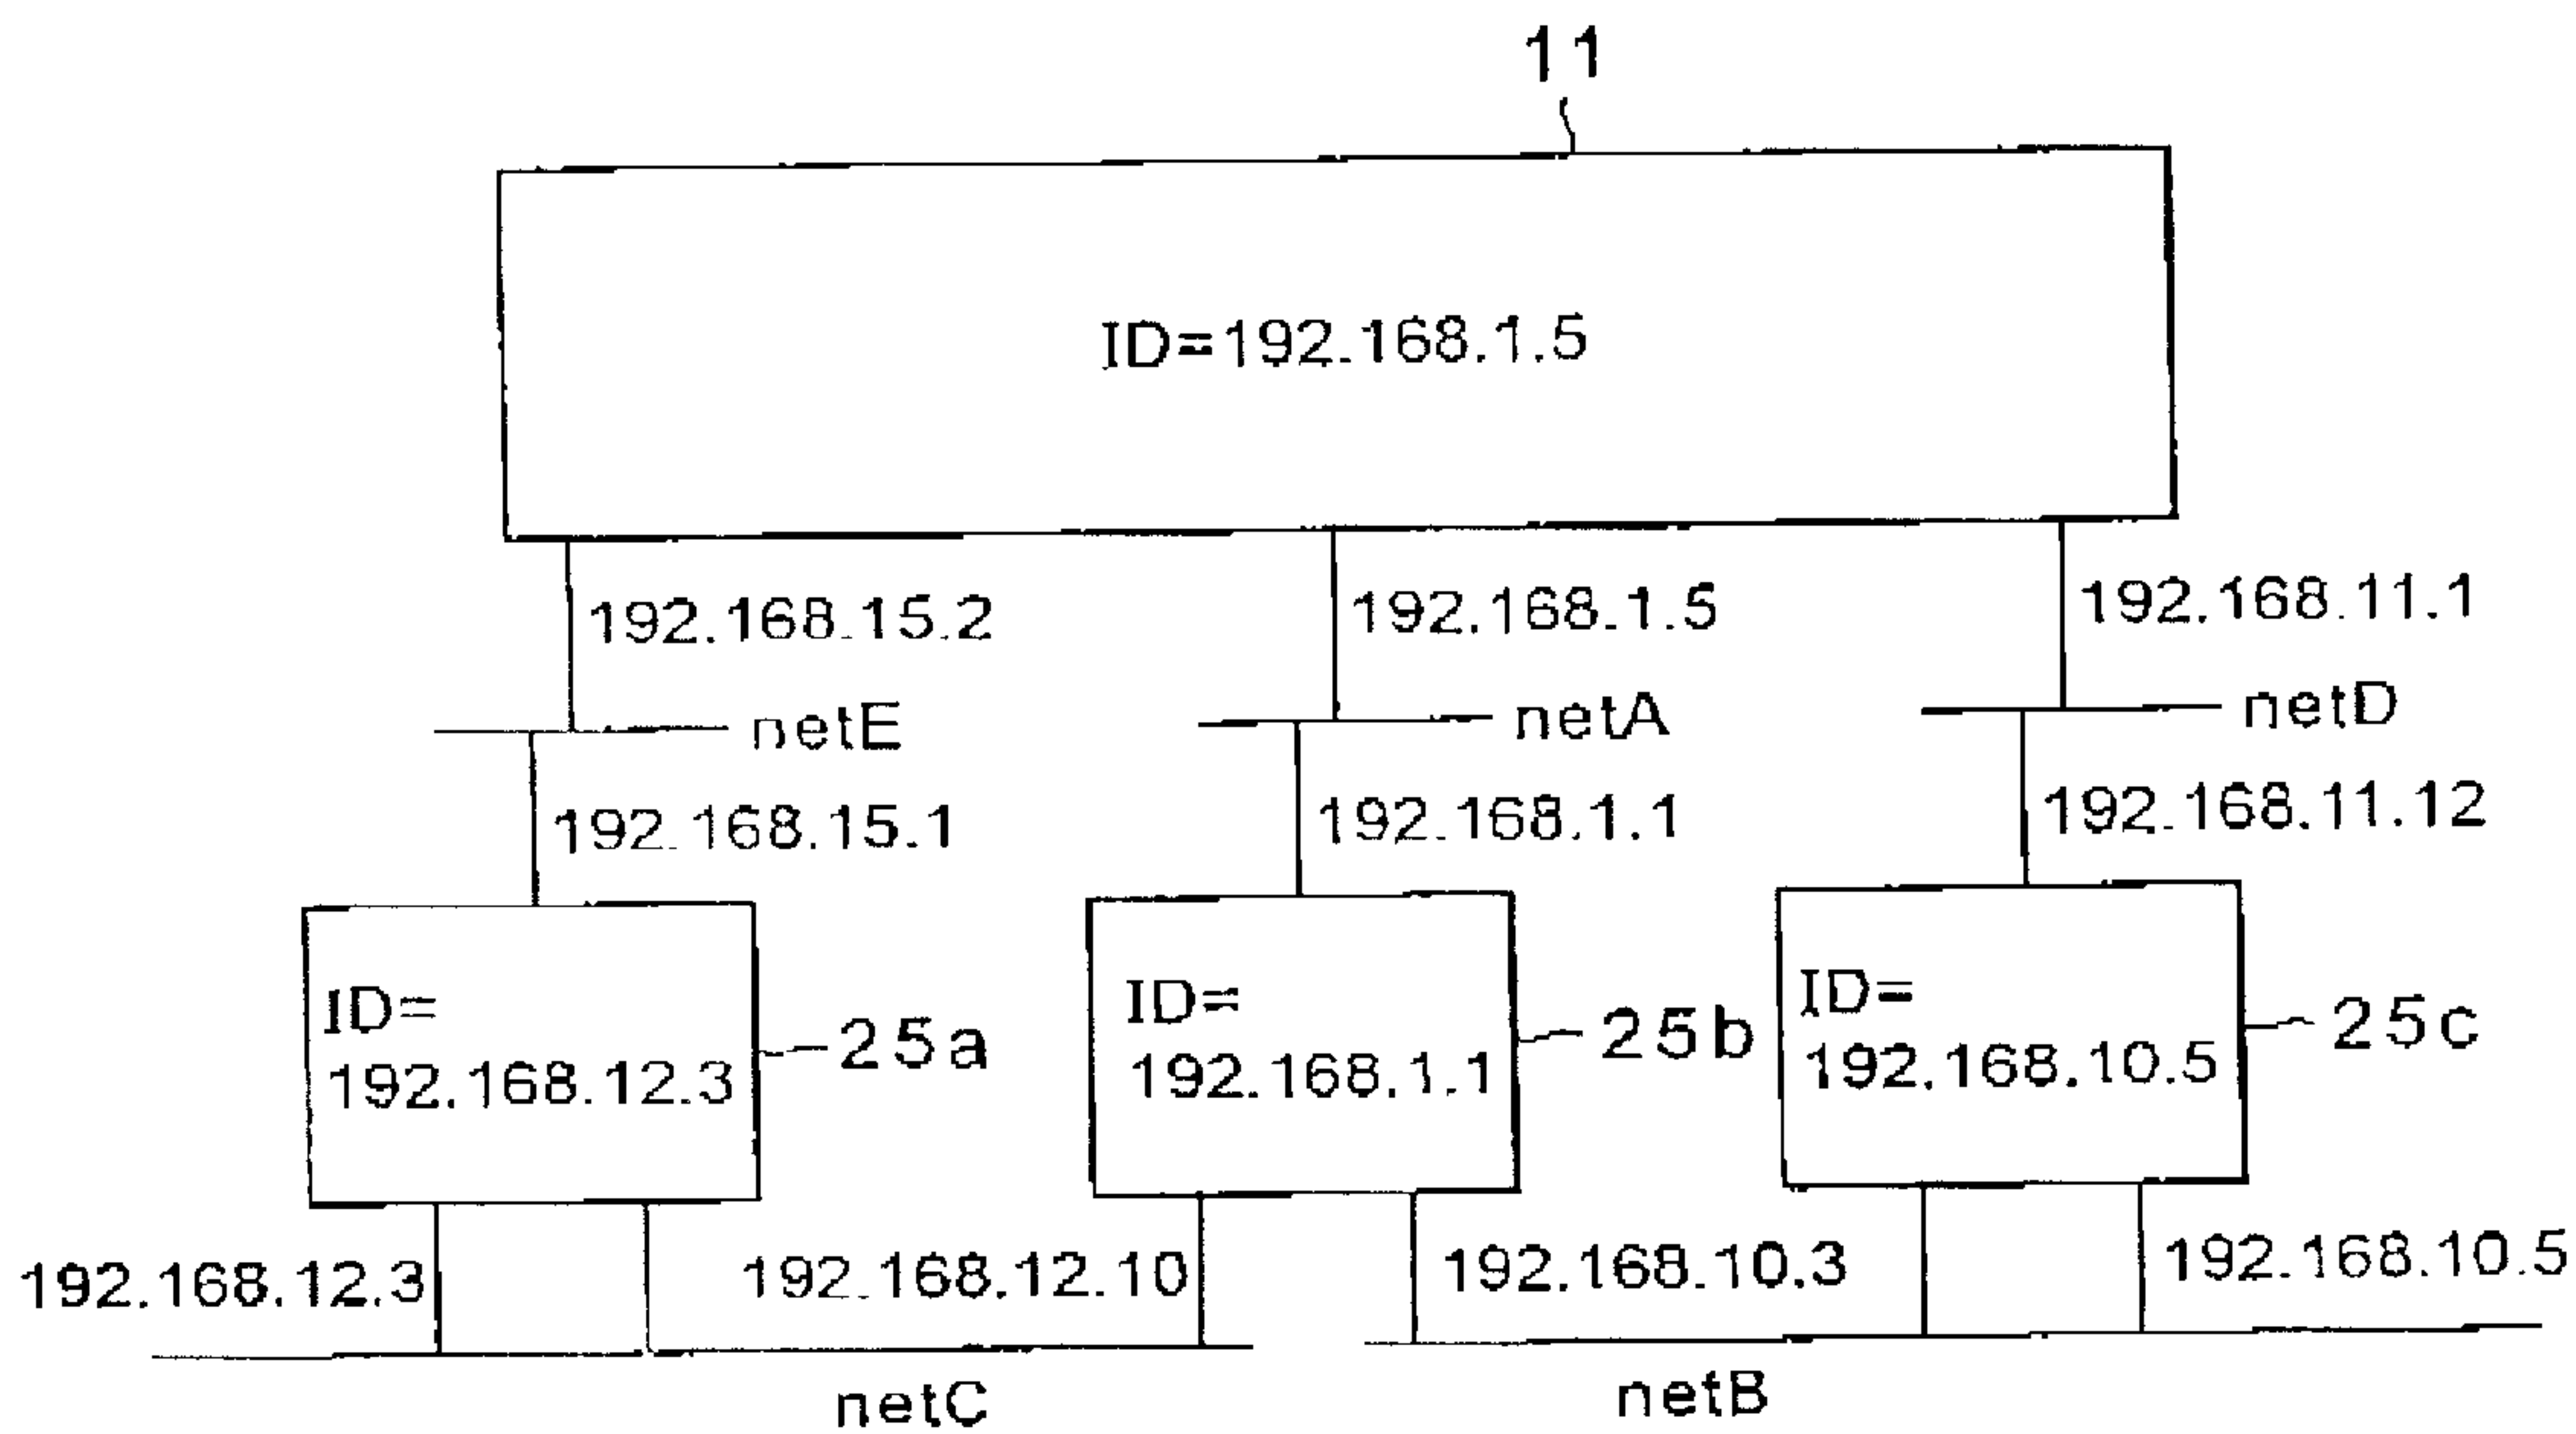 11
ID=192.168.1.5
192.168.15.2
192.168.1.5
192.168.11.1
netE
netA
netD
192.168.15.1
192.168.1.1
192.168.11.12
ID=
192.168.12.3
25a
ID=
192.168.1.1
25b
ID=
192.168.10.5
25c
192.168.12.3
192.168.12.10
192.168.10.3
192.168.10.5
netC
netB